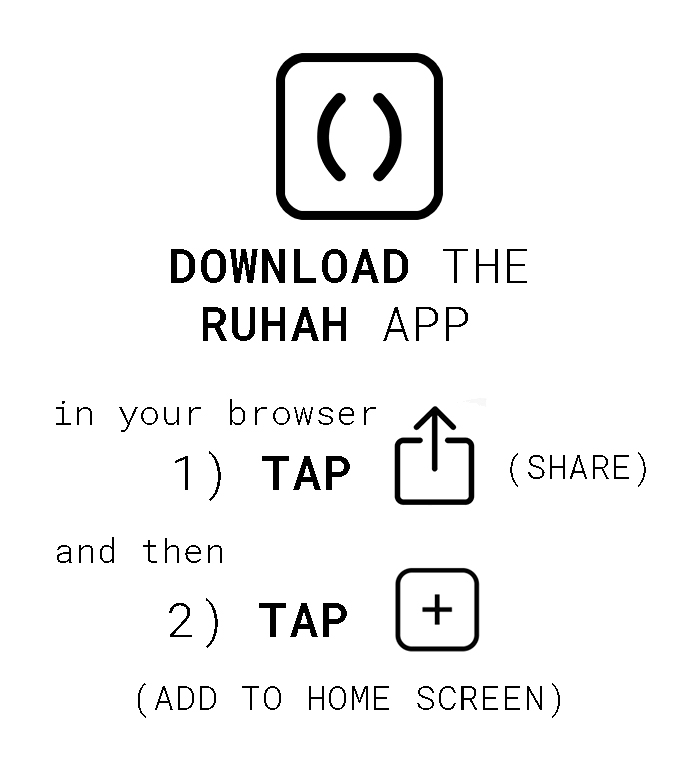 ()
DOWNLOAD THE
RUHAH APP
in your browser
1) TAP (SHARE)
and then
2) TAP +
(ADD TO HOME SCREEN)